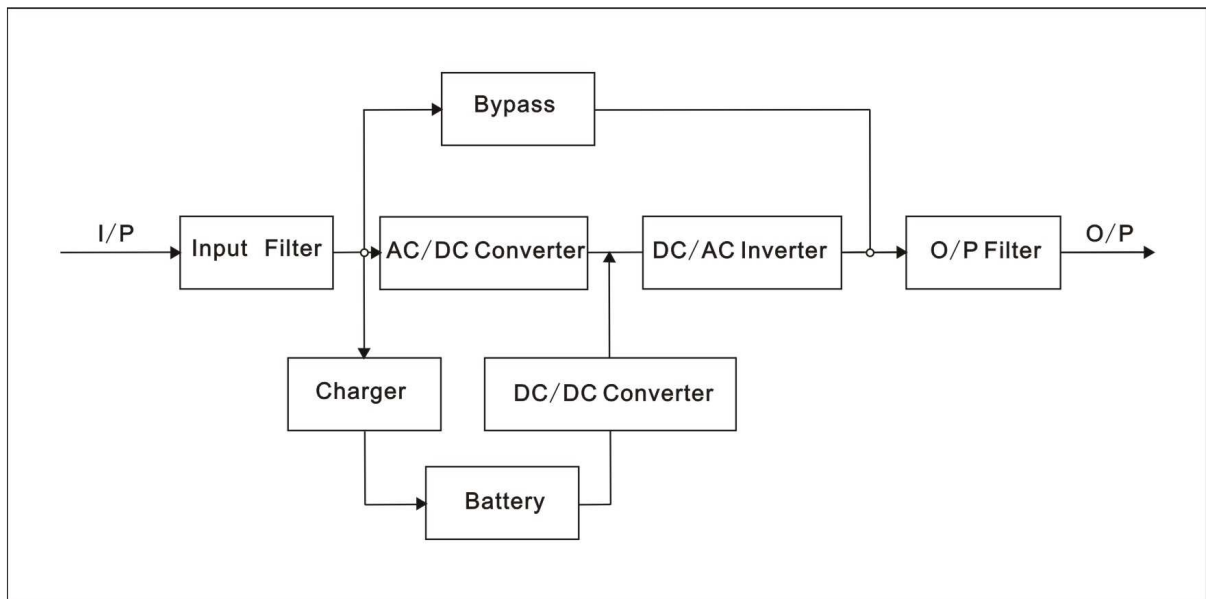 Bypass
I/P
Input Filter
AC/DC Converter
DC/AC Inverter
O/P Filter
O/P
Charger
DC/DC Converter
Battery